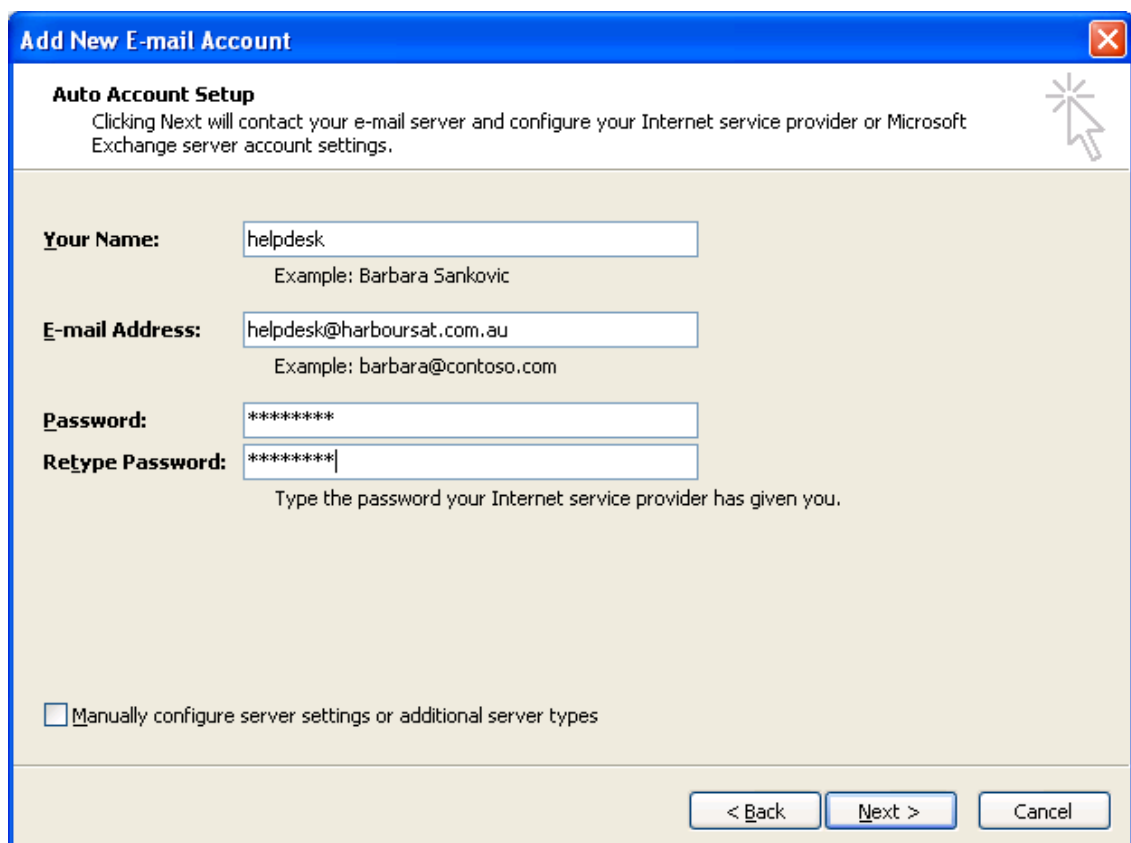 Add New E-mail Account
Auto Account Setup
Clicking Next will contact your e-mail server and configure your Internet service provider or Microsoft
Exchange server account settings.
Your Name: helpdesk
Example: Barbara Sankovic
E-mail Address: helpdesk@harboursat.com.au
Example: barbara@contoso.com
Password: ********
Retype Password: ********
Type the password your Internet service provider has given you.
Manually configure server settings or additional server types
< Back Next > Cancel